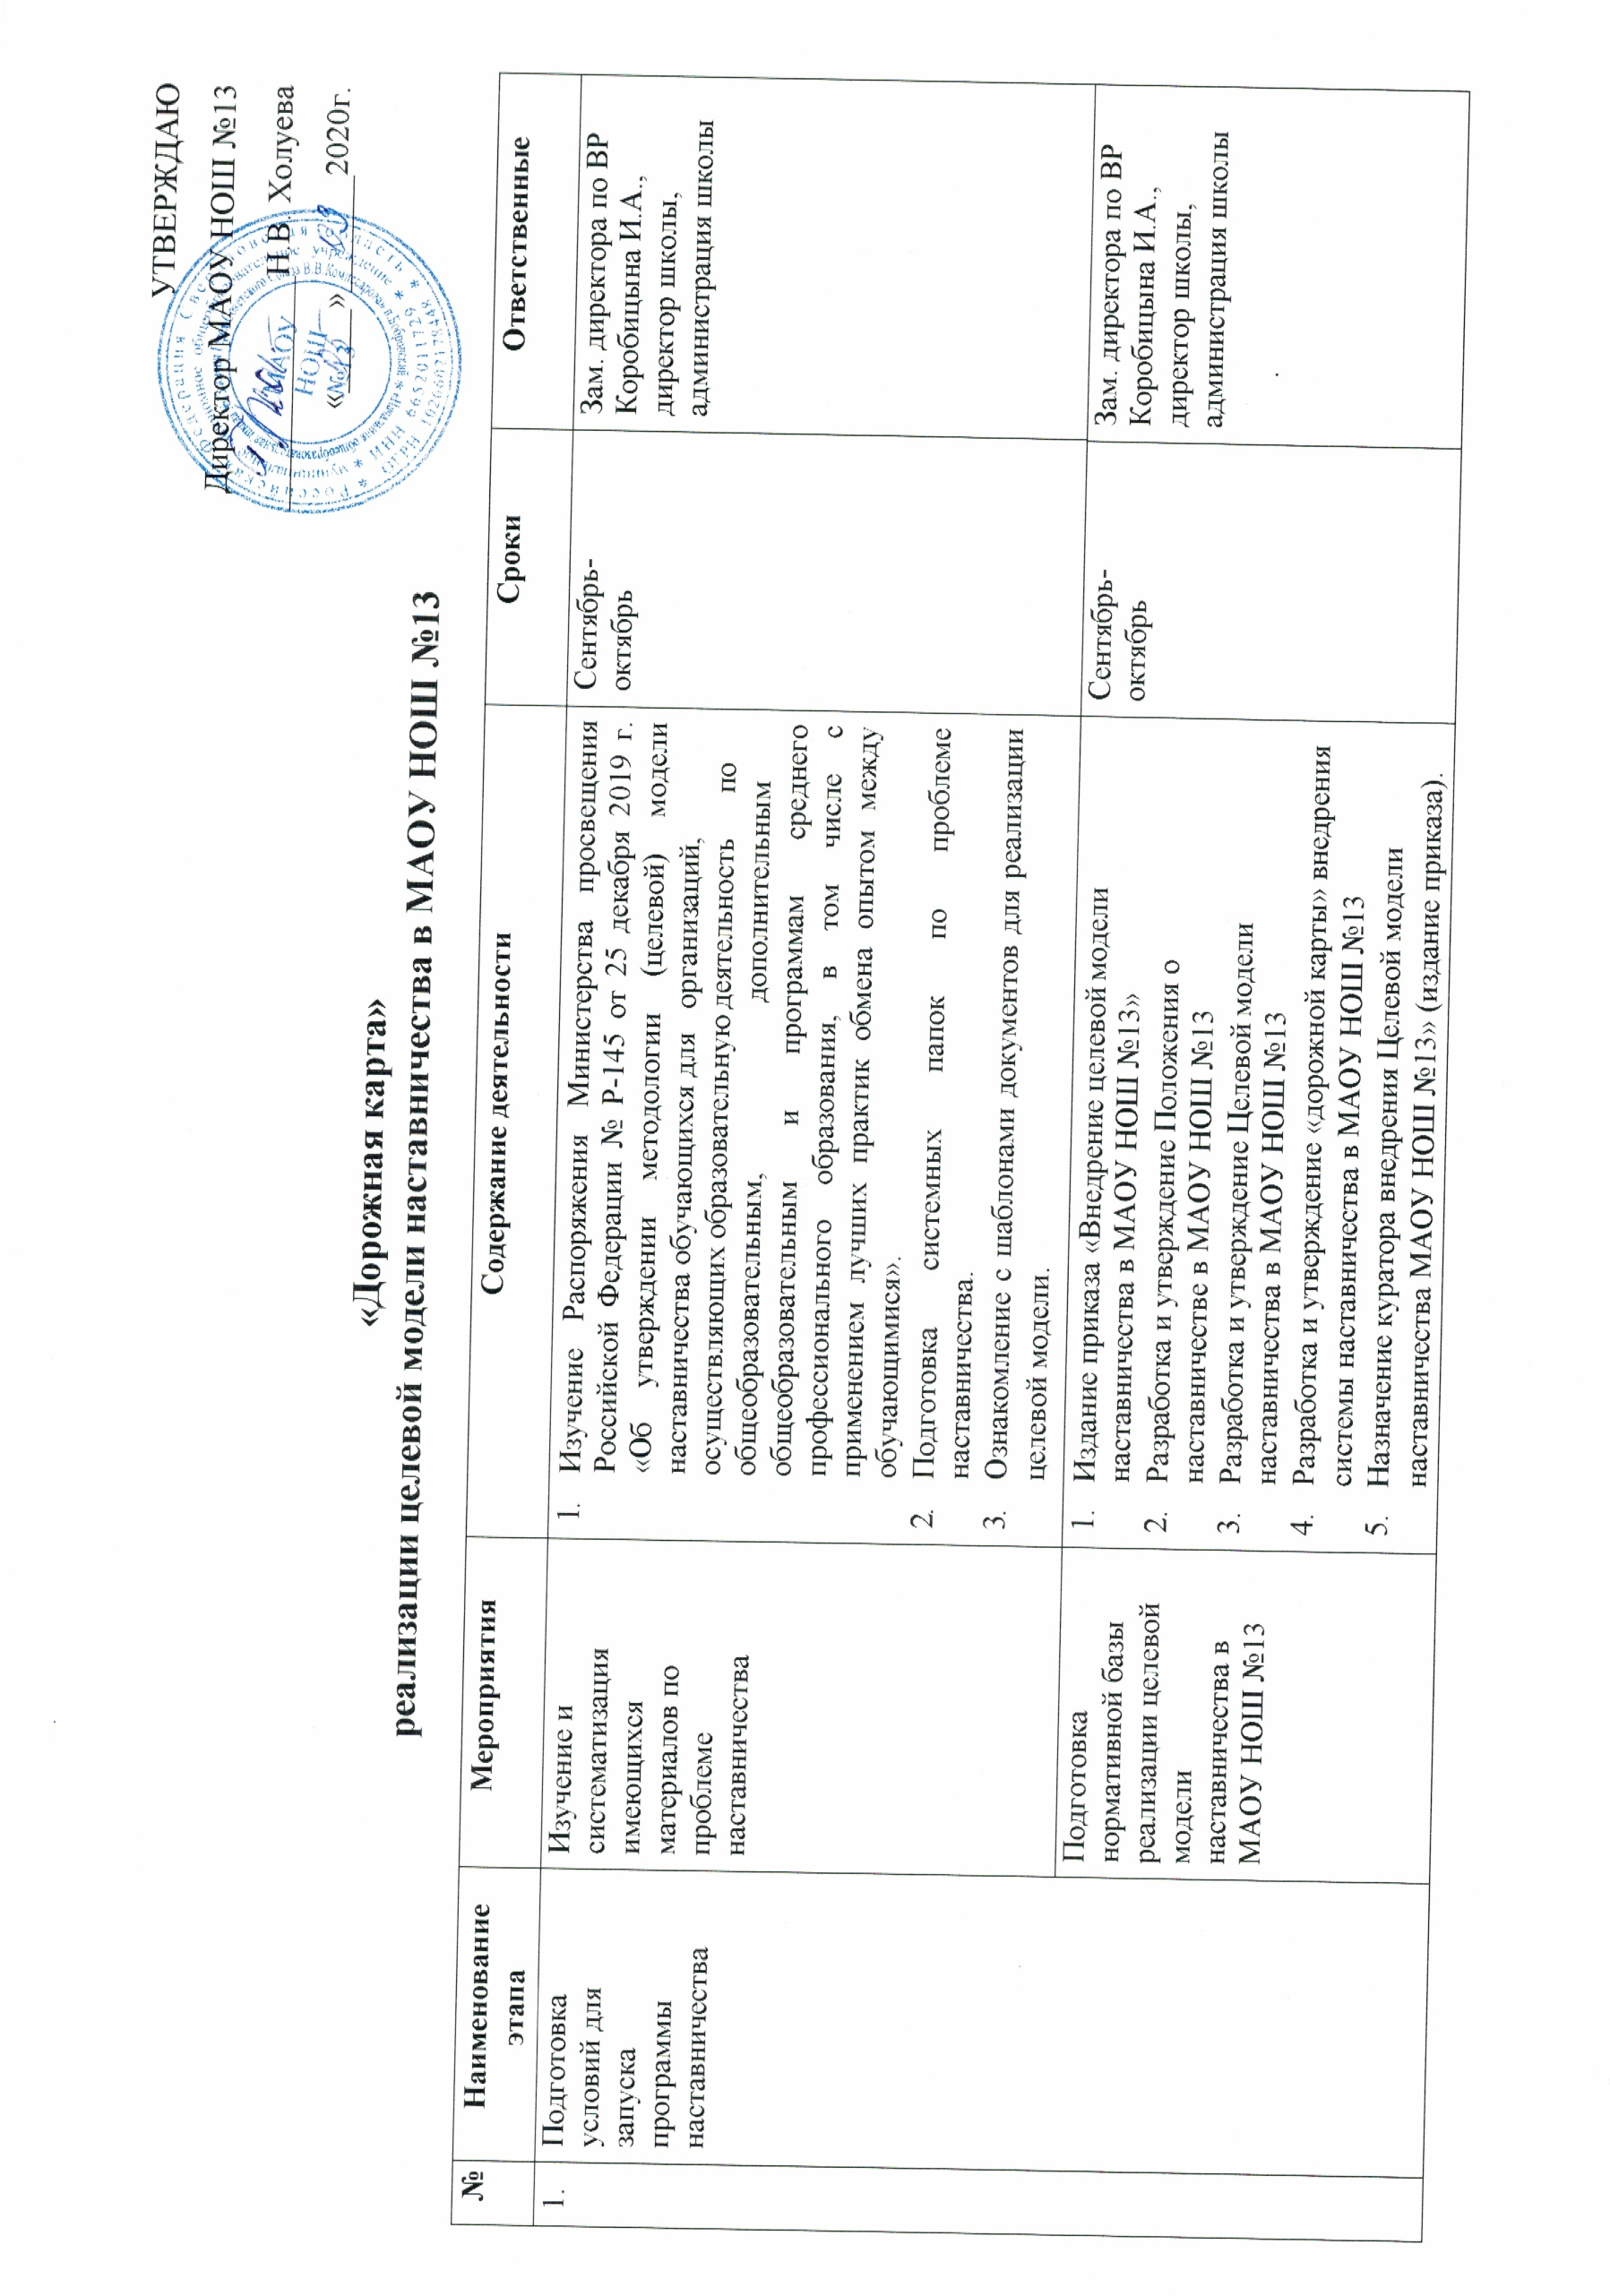 УТВЕРЖДАЮ
Директор МАОУ НОШ №13
Н.В. Холуева
« » 03 2020г.
МАОУ
НОШ
№13
«Дорожная карта»
реализации целевой модели наставничества в МАОУ НОШ №13
№
Наименование
этапа
Мероприятия
Содержание деятельности
Сроки
Ответственные
1.
Подготовка
условий для
запуска
программы
наставничества
Изучение и
систематизация
имеющихся
материалов по
проблеме
наставничества
1. Изучение Распоряжения Министерства просвещения
Российской Федерации № Р-145 от 25 декабря 2019 г.
«Об утверждении методологии (целевой) модели
наставничества обучающихся для организаций,
осуществляющих образовательную деятельность по
общеобразовательным, дополнительным
общеобразовательным и программам среднего
профессионального образования, в том числе с
применением лучших практик обмена опытом между
обучающимися».
2. Подготовка системных папок по проблеме
наставничества.
3. Ознакомление с шаблонами документов для реализации
целевой модели.
Сентябрь-
октябрь
Зам. директора по ВР
Коробицына И.А.,
директор школы,
администрация школы
Подготовка
нормативной базы
реализации целевой
модели
наставничества в
МАОУ НОШ №13
1. Издание приказа «Внедрение целевой модели
наставничества в МАОУ НОШ №13»
2. Разработка и утверждение Положения о
наставничестве в МАОУ НОШ №13
3. Разработка и утверждение Целевой модели
наставничества в МАОУ НОШ №13
4. Разработка и утверждение «дорожной карты» внедрения
системы наставничества в МАОУ НОШ №13
5. Назначение куратора внедрения Целевой модели
наставничества МАОУ НОШ №13» (издание приказа).
Сентябрь-
октябрь
Зам. директора по ВР
Коробицына И.А.,
директор школы,
администрация школы